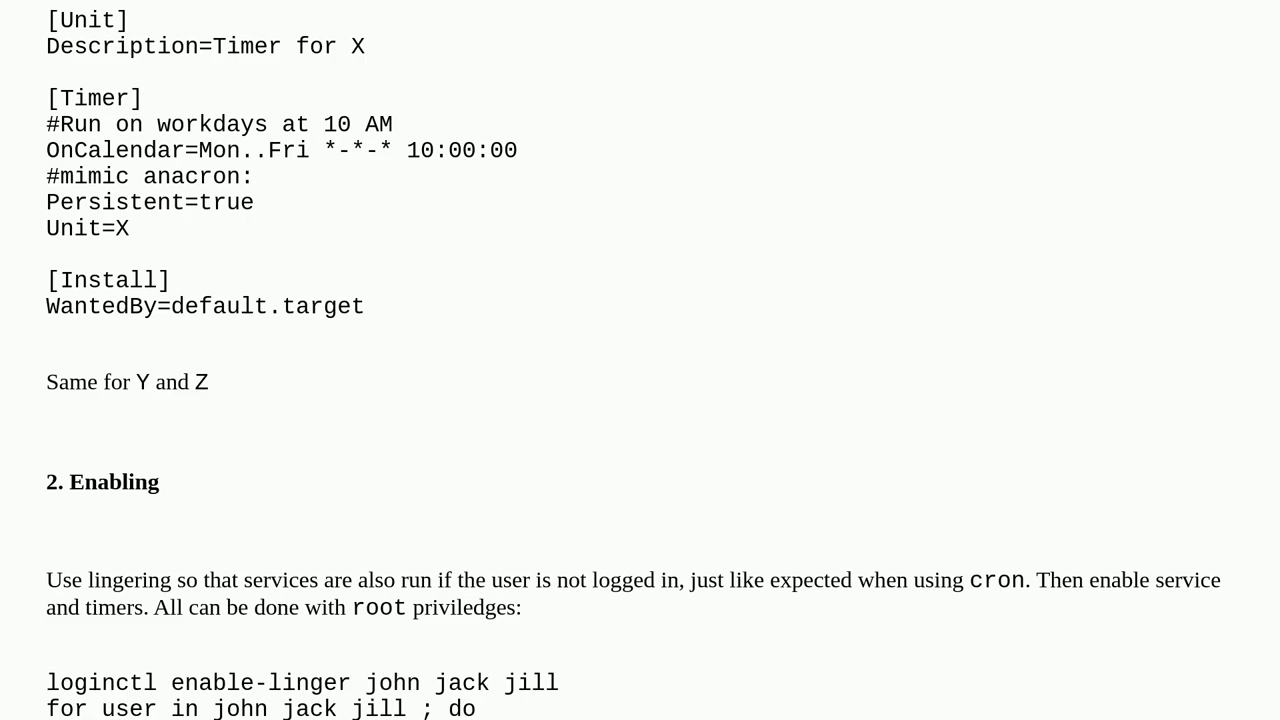 [Unit]
Description=Timer for X
[Timer]
#Run on workdays at 10 AM
OnCalendar=Mon..Fri *-*-* 10:00:00
#mimic anacron:
Persistent=true
Unit=X
[Install]
WantedBy=default.target
Same for Y and Z
2. Enabling
Use lingering so that services are also run if the user is not logged in, just like expected when using cron. Then enable service
and timers. All can be done with root priviledges:
loginctl enable-linger john jack jill
for user in john jack jill ; do